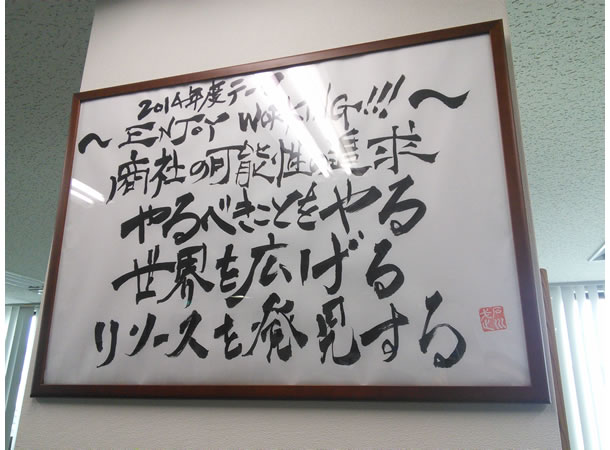 2014年度テーマ
～ENJOY WORKING!!!～
商社の可能性の追求
やるべきことをやる
世界を広げる
リソースを発見する